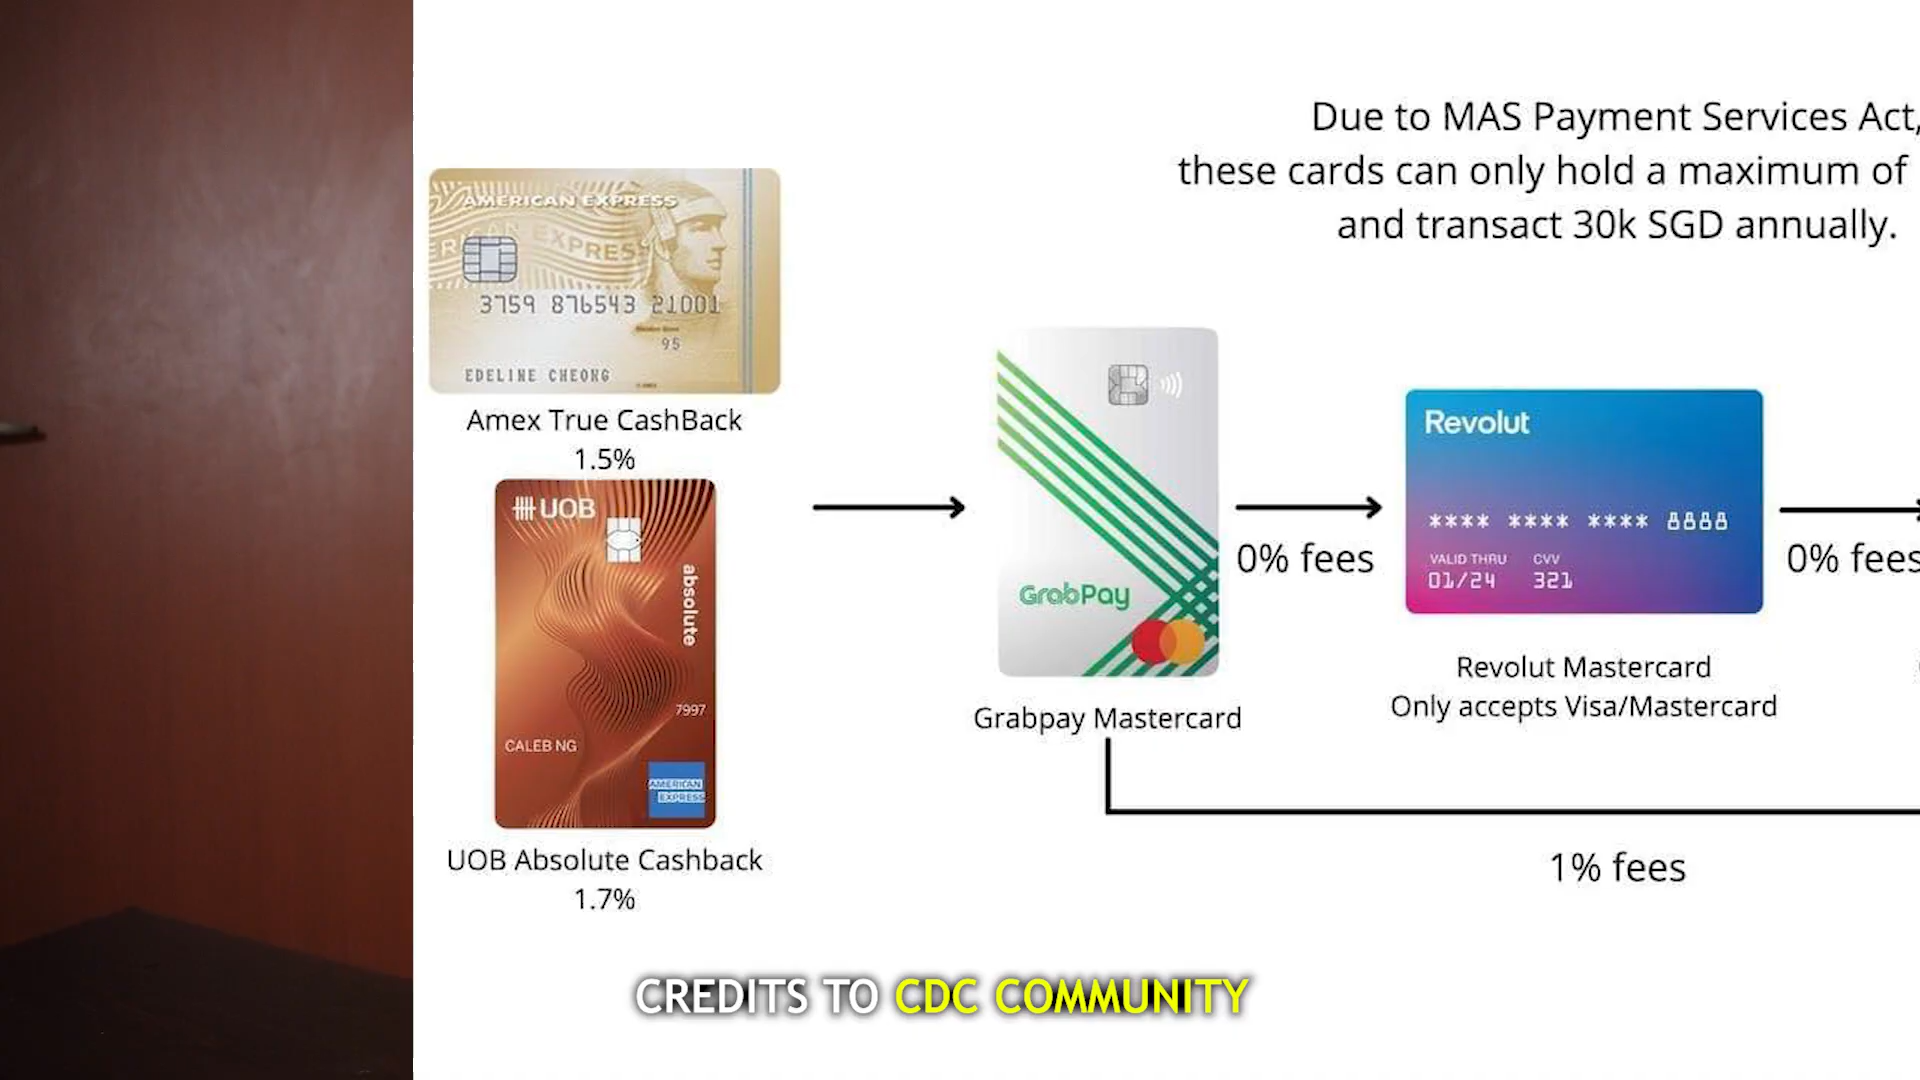 Due to MAS Payment Services Act,
these cards can only hold a maximum of
and transact 30k SGD annually.
AMERICAN EXPRESS
EXPRESS
3759 876543 21001
95
EDELINE CHEONG
Amex True CashBack
1.5%
UOB
absolute
7997
CALEB NG
AMERICAN
EXPRESS
UOB Absolute Cashback
1.7%
GrabPay
Grabpay Mastercard
0% fees
Revolut
**** **** **** 8888
VALID THRU CVV
01/24 321
Revolut Mastercard
Only accepts Visa/Mastercard
0% fees
1% fees
CREDITS TO CDC COMMUNITY